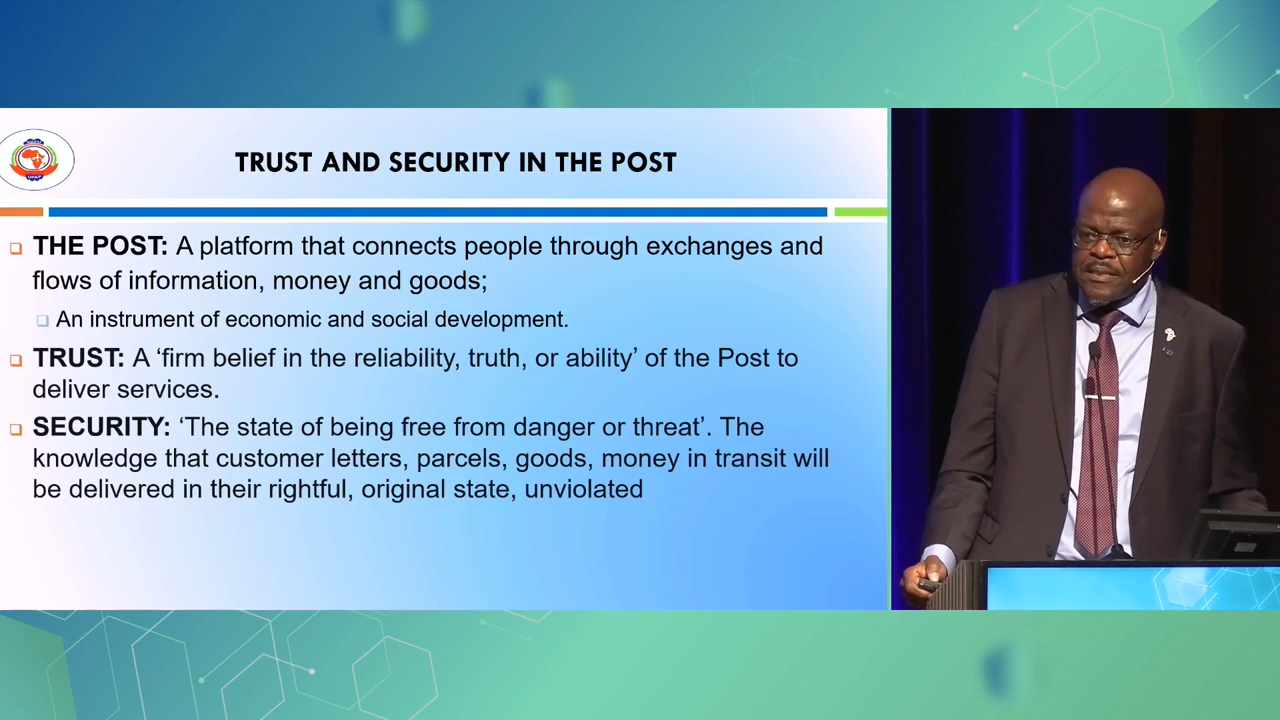 TRUST AND SECURITY IN THE POST
THE POST: A platform that connects people through exchanges and
flows of information, money and goods;
An instrument of economic and social development.
TRUST: A ‘firm belief in the reliability, truth, or ability’ of the Post to
deliver services.
SECURITY: ‘The state of being free from danger or threat’. The
knowledge that customer letters, parcels, goods, money in transit will
be delivered in their rightful, original state, unviolated